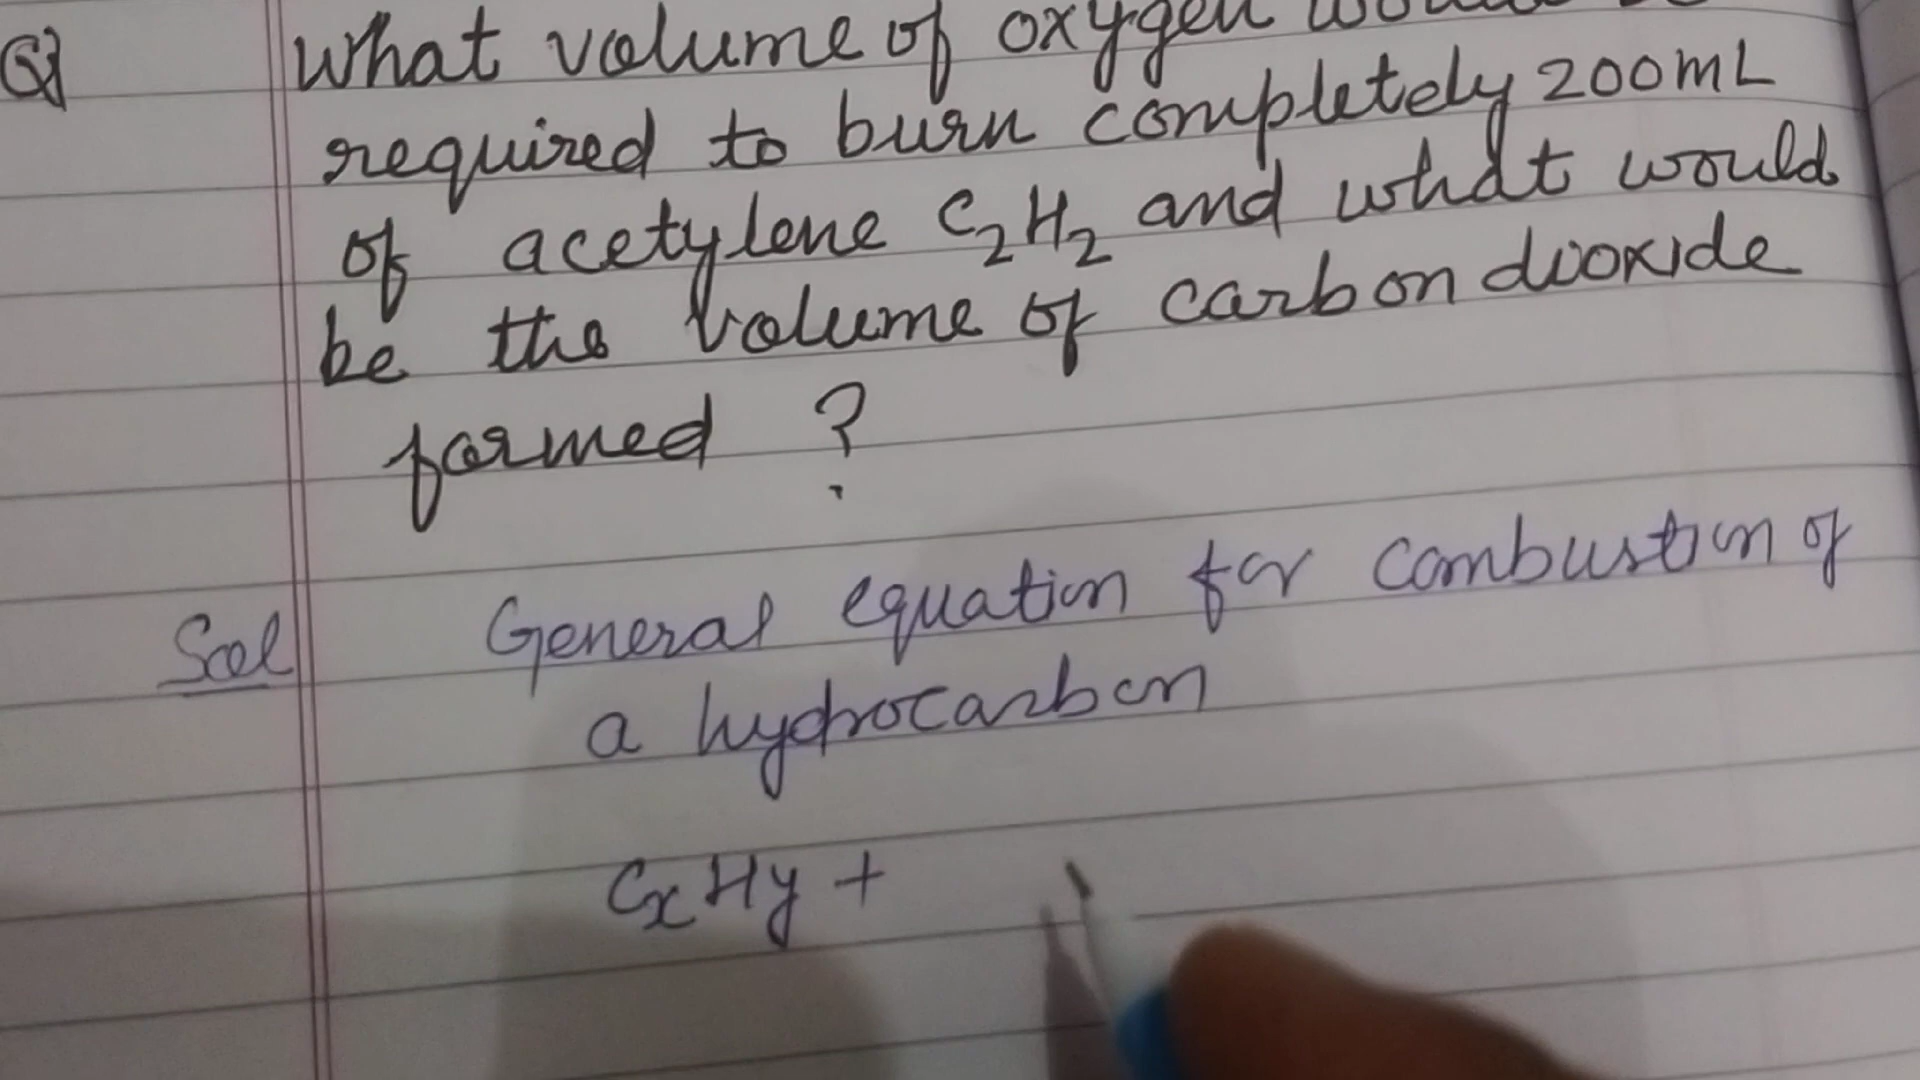 Q) What volume of oxygen would
required to burn completely 200mL
of acetylene C₂H₂ and what would
be the volume of carbon dioxide
formed ?
Sol General equation for combustion of
a hydrocarbon
CxHy +